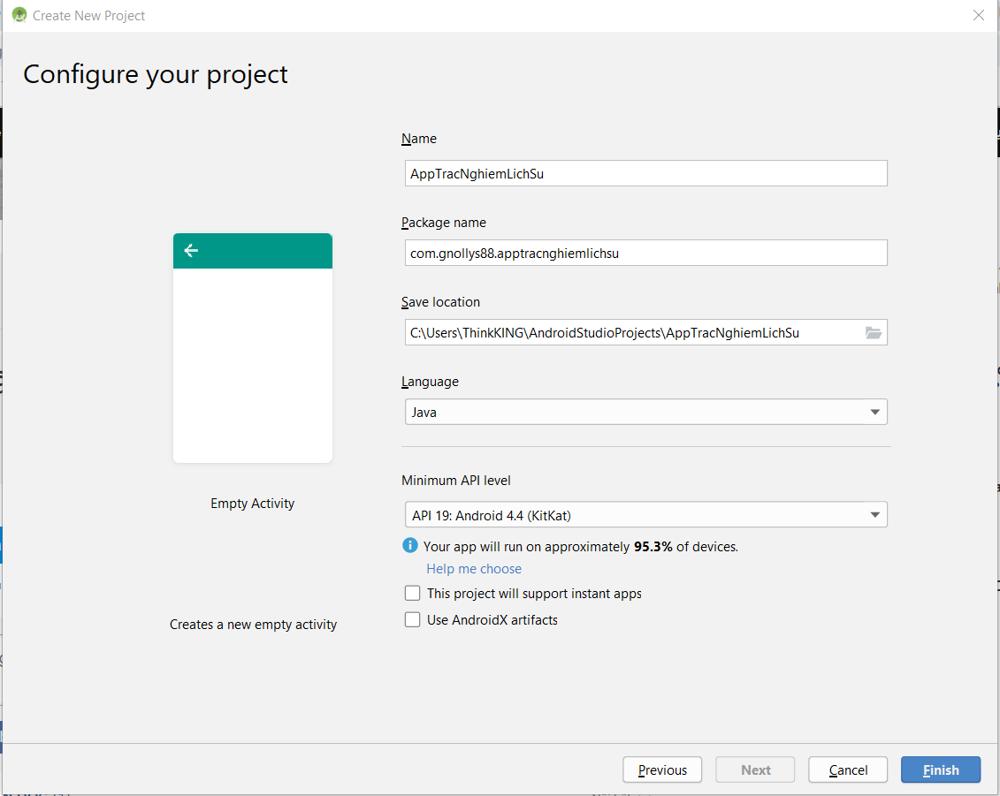 Create New Project
Configure your project
Name
AppTracNghiemLichSu
Package name
com.gnollys88.apptracnghiemlichsu
Save location
C:\Users\ThinkKING\AndroidStudioProjects\AppTracNghiemLichSu
Language
Java
Empty Activity
Creates a new empty activity
Minimum API level
API 19: Android 4.4 (KitKat)
Your app will run on approximately 95.3% of devices.
Help me choose
This project will support instant apps
Use AndroidX artifacts
Previous
Next
Cancel
Finish